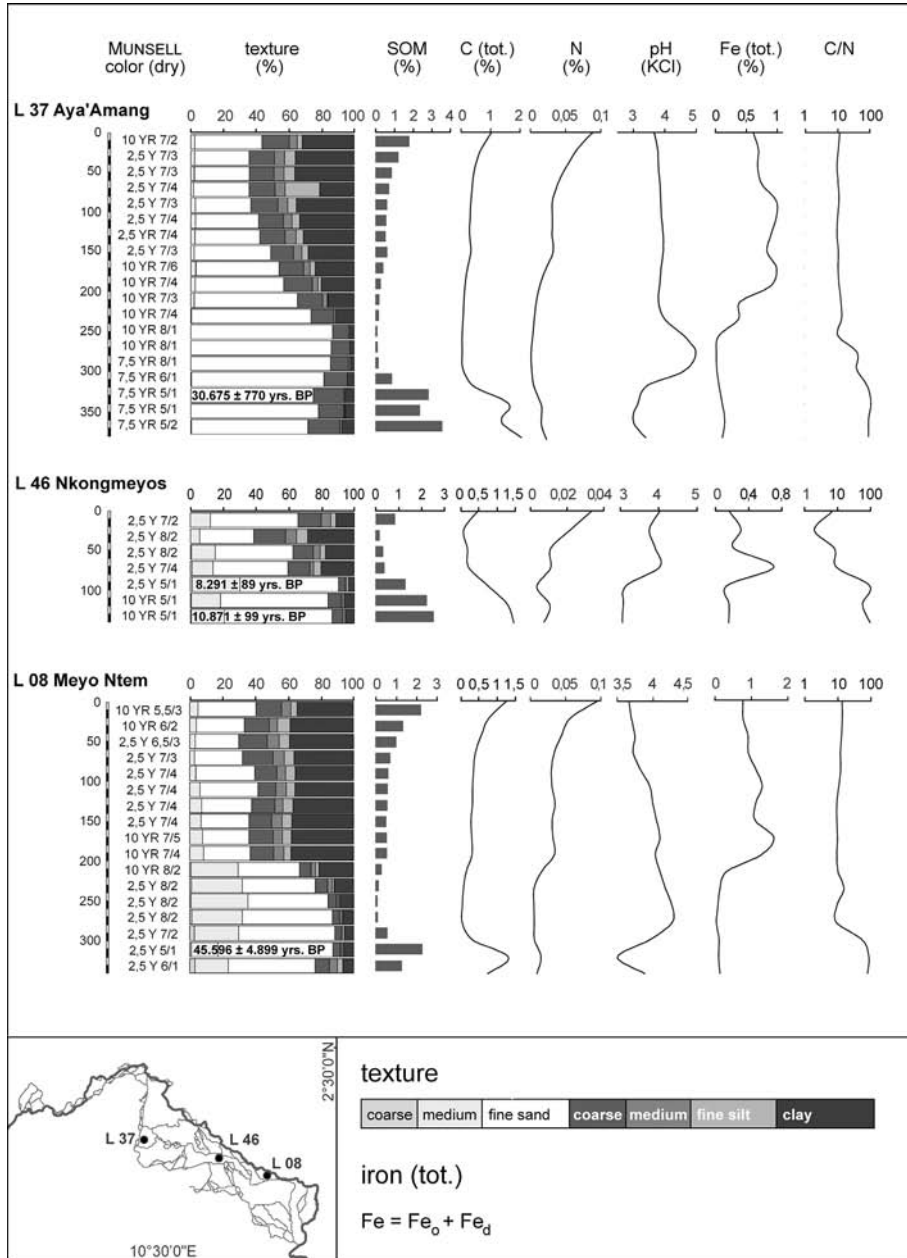 MUNSELL color (dry)
texture (%)
SOM (%)
C (tot.) (%)
N (%)
pH (KCl)
Fe (tot.) (%)
C/N
L 37 Aya'Amang
0 20 40 60 80 100
0 1 2 3 4
0 1 2
0 0,05 0,1
3 4 5
0 0,5 1
1 10 100
0
50
100
150
200
250
300
350
10 YR 7/2
2,5 Y 7/3
2,5 Y 7/3
2,5 Y 7/4
2,5 Y 7/3
2,5 Y 7/4
2,5 YR 7/4
2,5 Y 7/3
10 YR 7/6
10 YR 7/4
10 YR 7/3
10 YR 7/4
10 YR 8/1
10 YR 8/1
7,5 YR 8/1
7,5 YR 6/1
7,5 YR 5/1
7,5 YR 5/1
7,5 YR 5/2
30.675 ± 770 yrs. BP
L 46 Nkongmeyos
0 20 40 60 80 100
0 1 2 3
0 0,5 1 1,5
0 0,02 0,04
3 4 5
0 0,4 0,8
1 10 100
0
50
100
2,5 Y 7/2
2,5 Y 8/2
2,5 Y 8/2
2,5 Y 7/4
2,5 Y 5/1
10 YR 5/1
10 YR 5/1
8.291 ± 89 yrs. BP
10.871 ± 99 yrs. BP
L 08 Meyo Ntem
0 20 40 60 80 100
0 1 2 3
0 0,5 1 1,5
0 0,05 0,1
3,5 4 4,5
0 1 2
1 10 100
0
50
100
150
200
250
300
10 YR 5,5/3
10 YR 6/2
2,5 Y 6,5/3
2,5 Y 7/3
2,5 Y 7/4
2,5 Y 7/4
2,5 Y 7/4
2,5 Y 7/4
10 YR 7/5
10 YR 7/4
10 YR 8/2
2,5 Y 8/2
2,5 Y 8/2
2,5 Y 8/2
2,5 Y 7/2
2,5 Y 5/1
2,5 Y 6/1
45.596 ± 4.899 yrs. BP
2°30'0"N
L 37
L 46
L 08
10°30'0"E
texture
coarse medium fine sand coarse medium fine silt clay
iron (tot.)
Fe = Feo + Fed